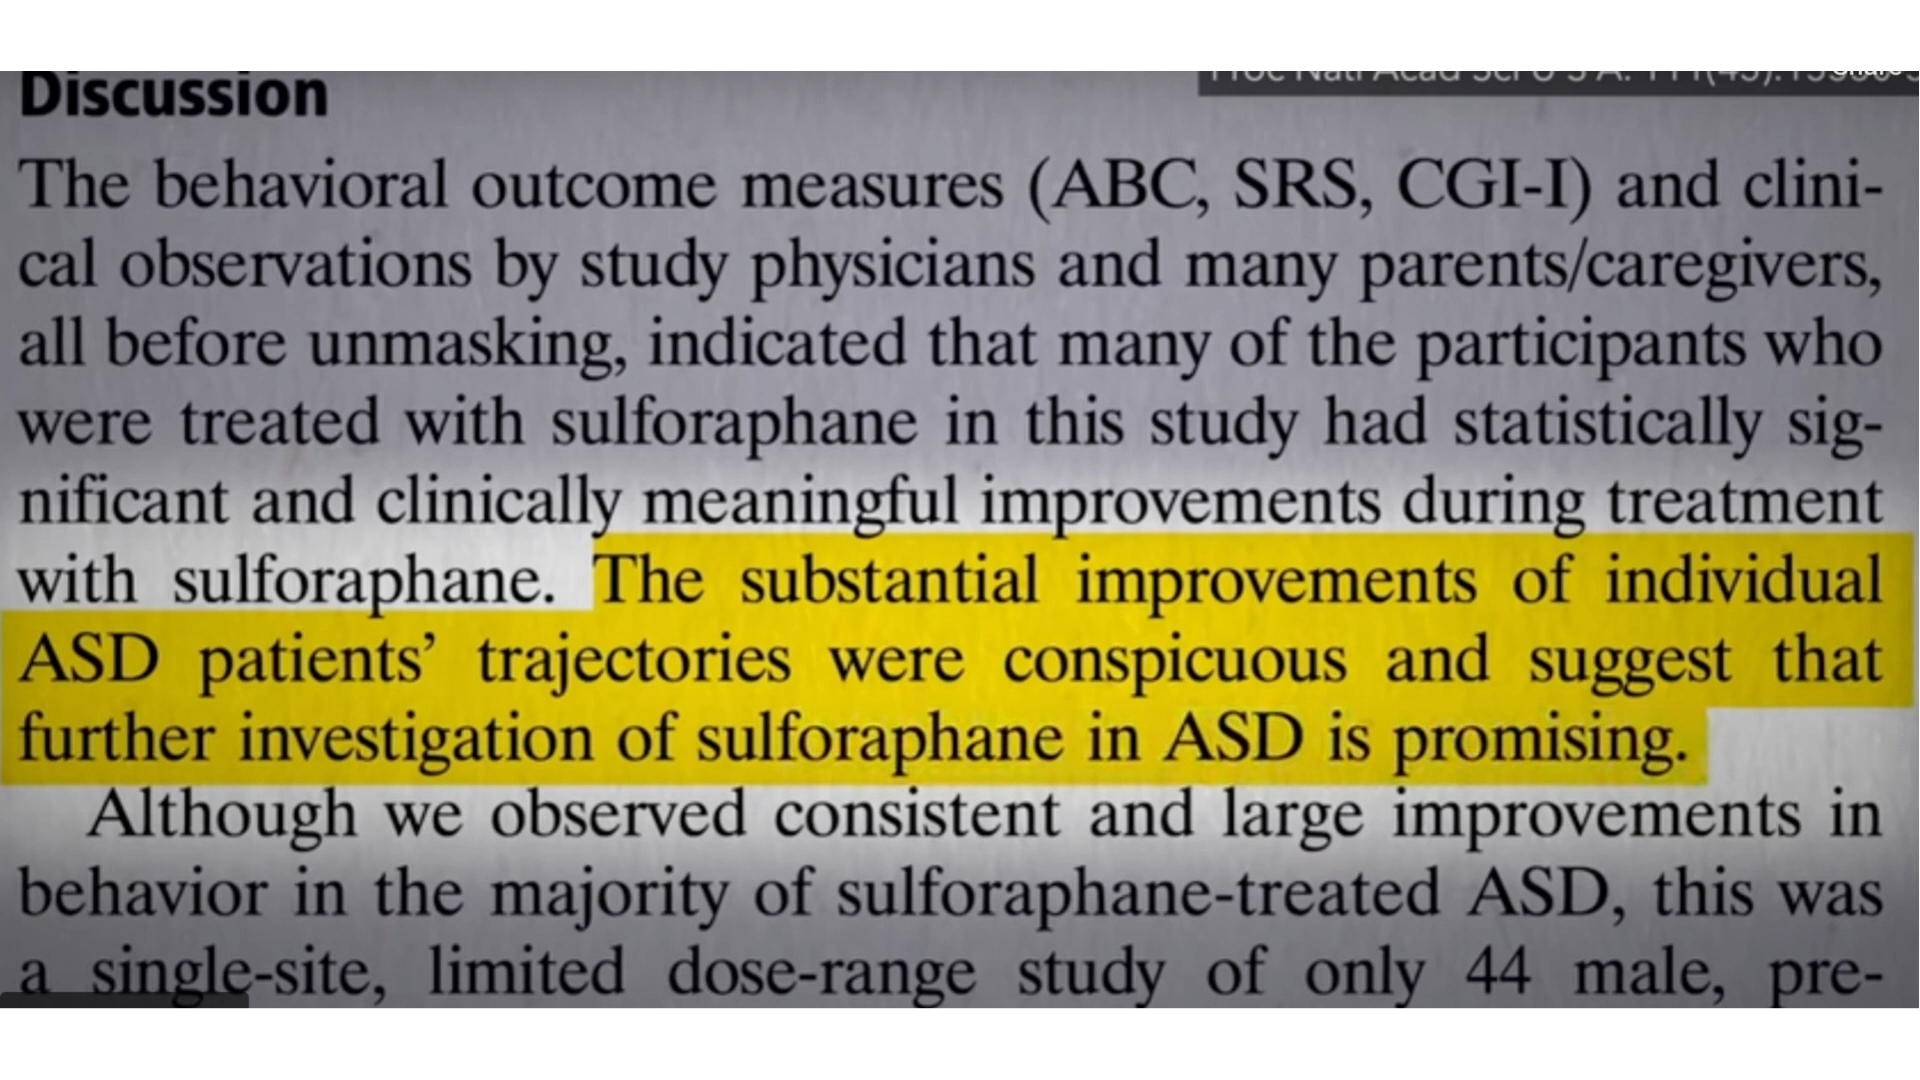 Discussion
Proc Natl Acad Sci U S A.
Share
The behavioral outcome measures (ABC, SRS, CGI-I) and clini-
cal observations by study physicians and many parents/caregivers,
all before unmasking, indicated that many of the participants who
were treated with sulforaphane in this study had statistically sig-
nificant and clinically meaningful improvements during treatment
with sulforaphane. The substantial improvements of individual
ASD patients’ trajectories were conspicuous and suggest that
further investigation of sulforaphane in ASD is promising.
Although we observed consistent and large improvements in
behavior in the majority of sulforaphane-treated ASD, this was
a single-site, limited dose-range study of only 44 male, pre-